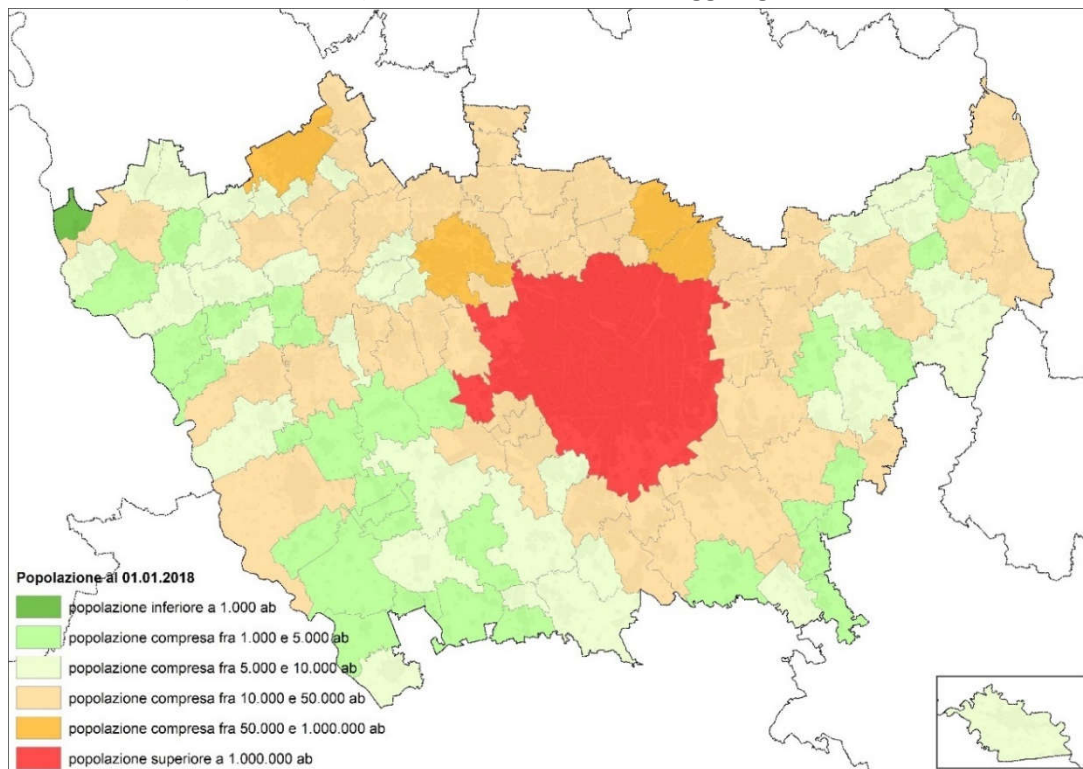 Popolazione al 01.01.2018
popolazione inferiore a 1.000 ab
popolazione compresa fra 1.000 e 5.000 ab
popolazione compresa fra 5.000 e 10.000 ab
popolazione compresa fra 10.000 e 50.000 ab
popolazione compresa fra 50.000 e 1.000.000 ab
popolazione superiore a 1.000.000 ab